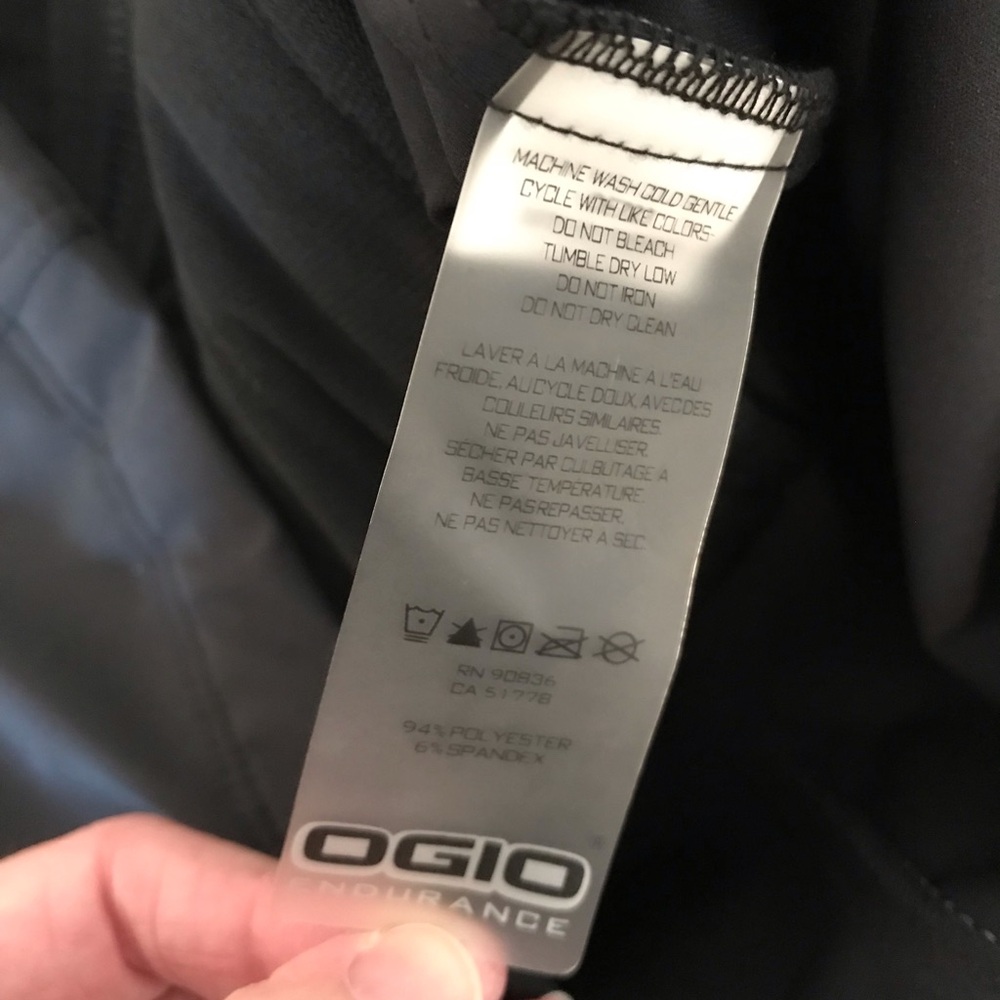 MACHINE WASH COLD GENTLE
CYCLE WITH LIKE COLORS-
DO NOT BLEACH
TUMBLE DRY LOW
DO NOT IRON
DO NOT DRY CLEAN
LAVER A LA MACHINE A L'EAU
FROIDE, AU CYCLE DOUX, AVEC DES
COULEURS SIMILAIRES.
NE PAS JAVELLISER.
SÉCHER PAR CULBUTAGE À
BASSE TEMPÉRATURE.
NE PAS REPASSER.
NE PAS NETTOYER A SEC.
RN 90836
CA 51778
94% POLYESTER
6% SPANDEX
OGIO
ENDURANCE